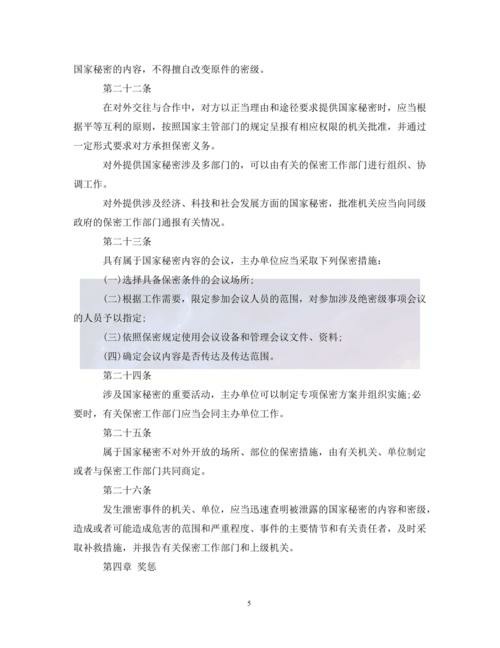 国家秘密的内容，不得擅自改变原件的密级。
第二十二条
在对外交往与合作中，对方以正当理由和途径要求提供国家秘密时，应当根
据平等互利的原则，按照国家主管部门的规定呈报有相应权限的机关批准，并通过
一定形式要求对方承担保密义务。
对外提供国家秘密涉及多部门的，可以由有关的保密工作部门进行组织、协
调工作。
对外提供涉及经济、科技和社会发展方面的国家秘密，批准机关应当向同级
政府的保密工作部门通报有关情况。
第二十三条
具有属于国家秘密内容的会议，主办单位应当采取下列保密措施：
(一)选择具备保密条件的会议场所;
(二)根据工作需要，限定参加会议人员的范围，对参加涉及绝密级事项会议
的人员予以指定;
(三)依照保密规定使用会议设备和管理会议文件、资料;
(四)确定会议内容是否传达及传达范围。
第二十四条
涉及国家秘密的重要活动，主办单位可以制定专项保密方案并组织实施;必
要时，有关保密工作部门应当会同主办单位工作。
第二十五条
属于国家秘密不对外开放的场所、部位的保密措施，由有关机关、单位制定
或者与保密工作部门共同商定。
第二十六条
发生泄密事件的机关、单位，应当迅速查明被泄露的国家秘密的内容和密级，
造成或者可能造成危害的范围和严重程度、事件的主要情节和有关责任者，及时采
取补救措施，并报告有关保密工作部门和上级机关。
第四章 奖惩
5